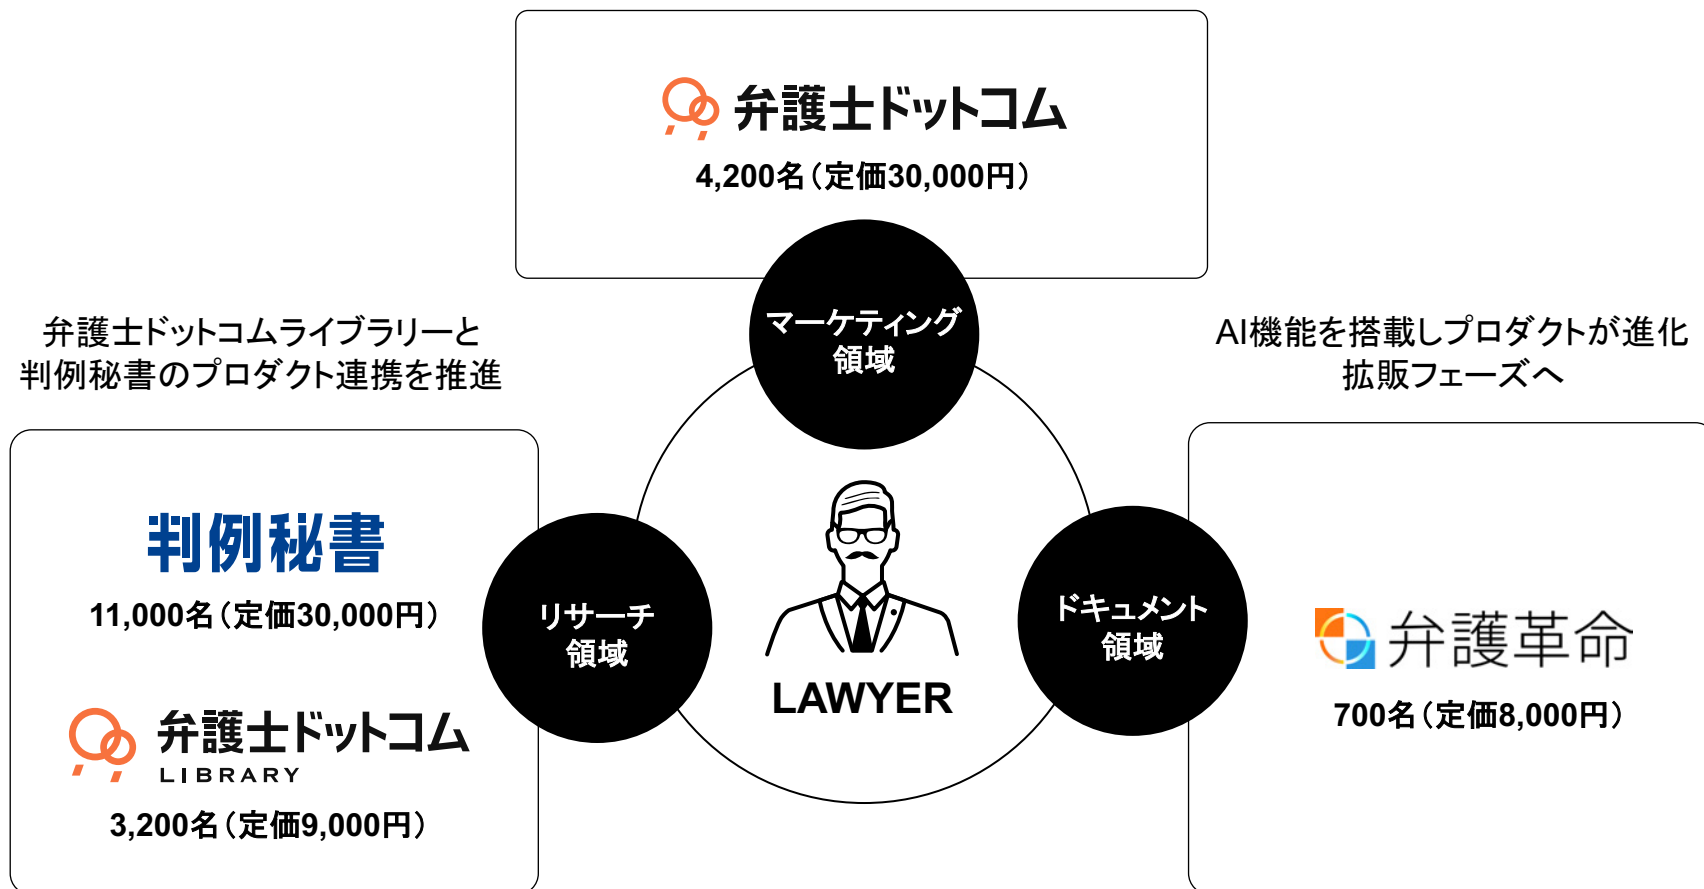 弁護士ドットコム
4,200名（定価30,000円）
マーケティング
領域
弁護士ドットコムライブラリーと
判例秘書のプロダクト連携を推進
判例秘書
11,000名（定価30,000円）
弁護士ドットコム
LIBRARY
3,200名（定価9,000円）
リサーチ
領域
LAWYER
AI機能を搭載しプロダクトが進化
拡販フェーズへ
ドキュメント
領域
弁護革命
700名（定価8,000円）